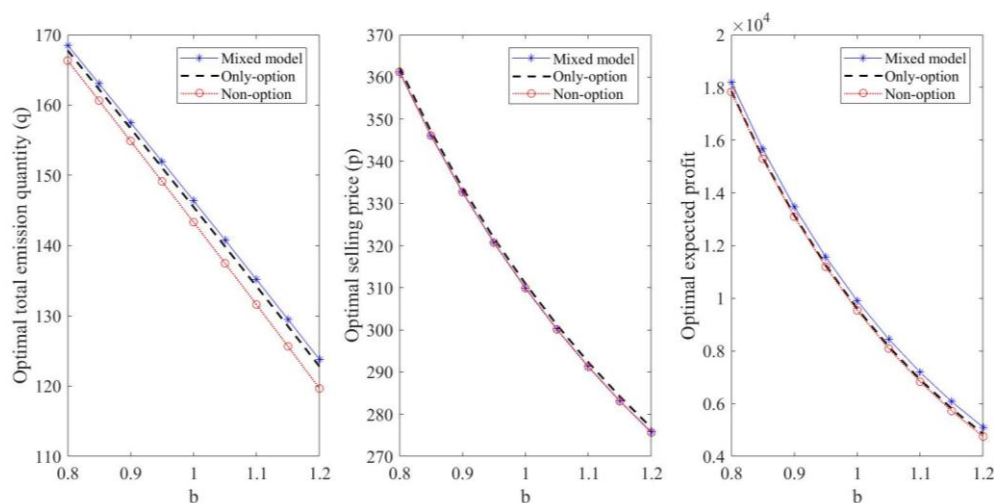 170
160
150
140
130
120
110
Optimal total emission quantity (q)
Mixed model
Only-option
Non-option
0.8
0.9
1
1.1
1.2
b
370
360
350
340
330
320
310
300
290
280
270
Optimal selling price (p)
Mixed model
Only-option
Non-option
0.8
0.9
1
1.1
1.2
b
×10⁴
2
1.8
1.6
1.4
1.2
1
0.8
0.6
0.4
Optimal expected profit
Mixed model
Only-option
Non-option
0.8
0.9
1
1.1
1.2
b